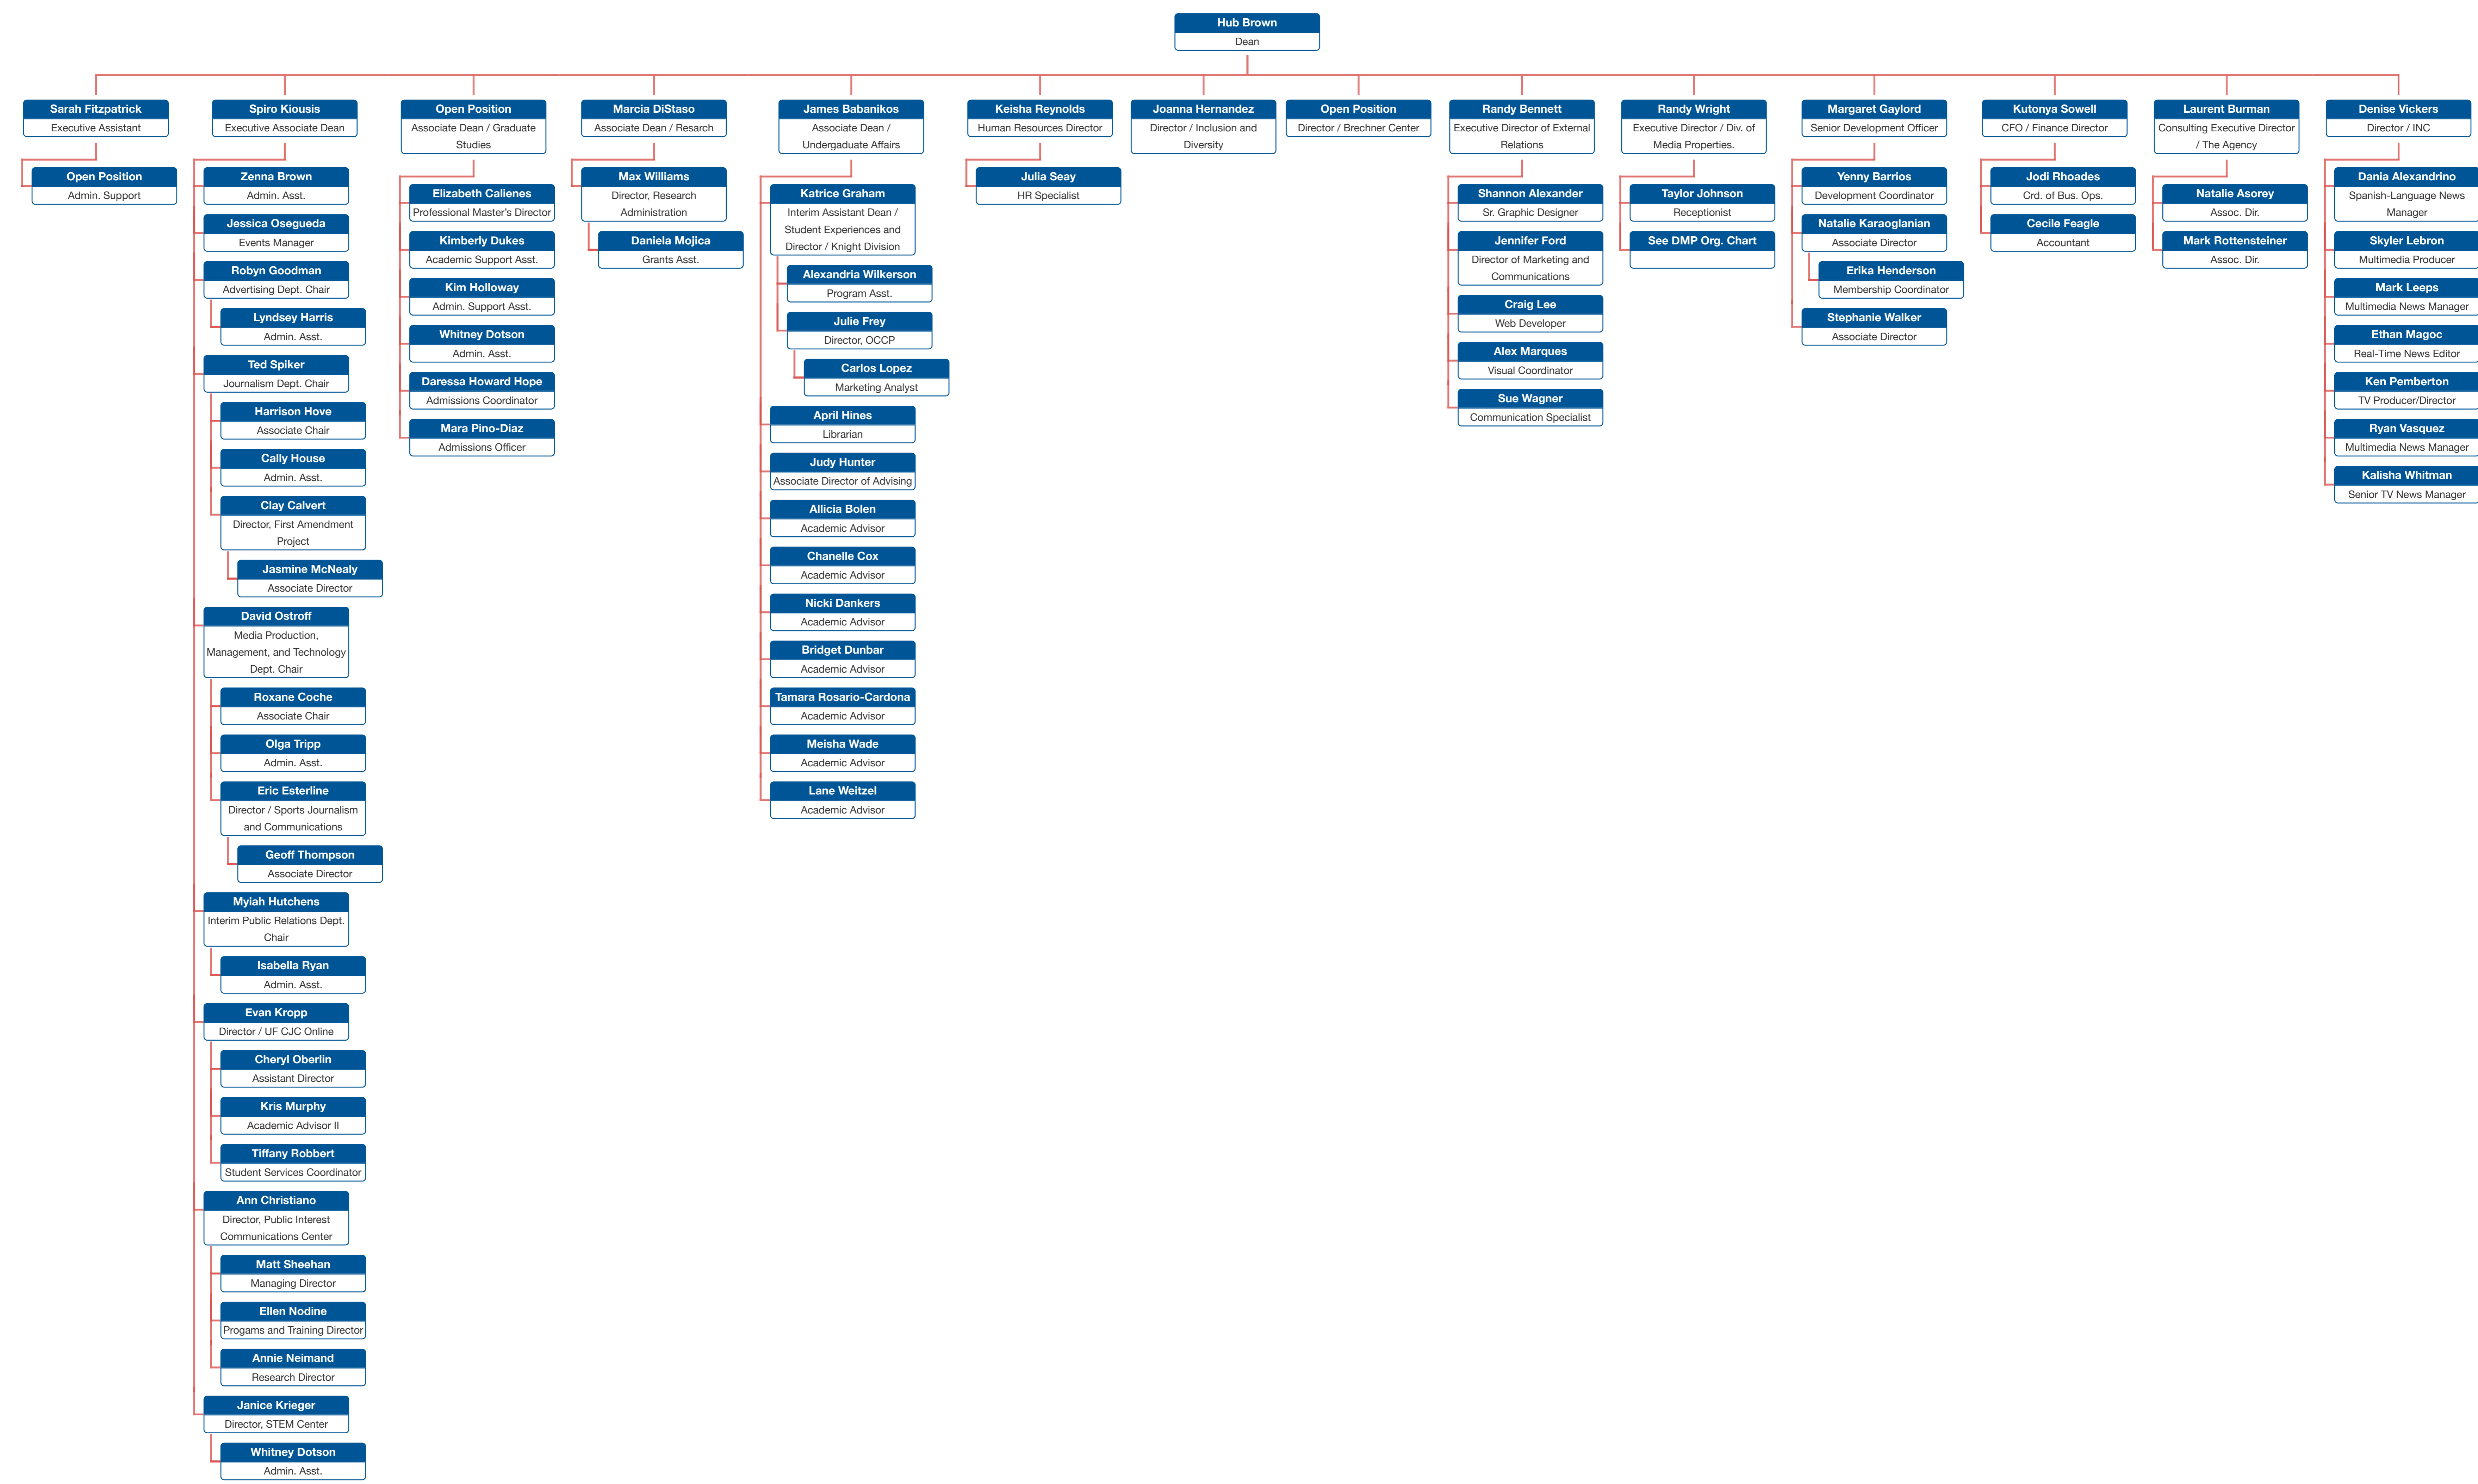 Hub Brown
Dean
Sarah Fitzpatrick
Executive Assistant
Open Position
Admin. Support
Spiro Kiousis
Executive Associate Dean
Zenna Brown
Admin. Asst.
Jessica Osegueda
Events Manager
Robyn Goodman
Advertising Dept. Chair
Lyndsey Harris
Admin. Asst.
Ted Spiker
Journalism Dept. Chair
Harrison Hove
Associate Chair
Cally House
Admin. Asst.
Clay Calvert
Director, First Amendment
Project
Jasmine McNealy
Associate Director
David Ostroff
Media Production,
Management, and Technology
Dept. Chair
Roxane Coche
Associate Chair
Olga Tripp
Admin. Asst.
Eric Esterline
Director / Sports Journalism
and Communications
Geoff Thompson
Associate Director
Myiah Hutchens
Interim Public Relations Dept.
Chair
Isabella Ryan
Admin. Asst.
Evan Kropp
Director / UF CJC Online
Cheryl Oberlin
Assistant Director
Kris Murphy
Academic Advisor II
Tiffany Robbert
Student Services Coordinator
Ann Christiano
Director, Public Interest
Communications Center
Matt Sheehan
Managing Director
Ellen Nodine
Progams and Training Director
Annie Neimand
Research Director
Janice Krieger
Director, STEM Center
Whitney Dotson
Admin. Asst.
Open Position
Associate Dean / Graduate
Studies
Elizabeth Calienes
Professional Master's Director
Kimberly Dukes
Academic Support Asst.
Kim Holloway
Admin. Support Asst.
Whitney Dotson
Admin. Asst.
Daressa Howard Hope
Admissions Coordinator
Mara Pino-Diaz
Admissions Officer
Marcia DiStaso
Associate Dean / Resarch
Max Williams
Director, Research
Administration
Daniela Mojica
Grants Asst.
James Babanikos
Associate Dean /
Undergraduate Affairs
Katrice Graham
Interim Assistant Dean /
Student Experiences and
Director / Knight Division
Alexandria Wilkerson
Program Asst.
Julie Frey
Director, OCCP
Carlos Lopez
Marketing Analyst
April Hines
Librarian
Judy Hunter
Associate Director of Advising
Allicia Bolen
Academic Advisor
Chanelle Cox
Academic Advisor
Nicki Dankers
Academic Advisor
Bridget Dunbar
Academic Advisor
Tamara Rosario-Cardona
Academic Advisor
Meisha Wade
Academic Advisor
Lane Weitzel
Academic Advisor
Keisha Reynolds
Human Resources Director
Julia Seay
HR Specialist
Joanna Hernandez
Director / Inclusion and
Diversity
Open Position
Director / Brechner Center
Randy Bennett
Executive Director of External
Relations
Shannon Alexander
Sr. Graphic Designer
Jennifer Ford
Director of Marketing and
Communications
Craig Lee
Web Developer
Alex Marques
Visual Coordinator
Sue Wagner
Communication Specialist
Randy Wright
Executive Director / Div. of
Media Properties.
Taylor Johnson
Receptionist
See DMP Org. Chart
Margaret Gaylord
Senior Development Officer
Yenny Barrios
Development Coordinator
Natalie Karaoglanian
Associate Director
Erika Henderson
Membership Coordinator
Stephanie Walker
Associate Director
Kutonya Sowell
CFO / Finance Director
Jodi Rhoades
Crd. of Bus. Ops.
Cecile Feagle
Accountant
Laurent Burman
Consulting Executive Director
/ The Agency
Natalie Asorey
Assoc. Dir.
Mark Rottensteiner
Assoc. Dir.
Denise Vickers
Director / INC
Dania Alexandrino
Spanish-Language News
Manager
Skyler Lebron
Multimedia Producer
Mark Leeps
Multimedia News Manager
Ethan Magoc
Real-Time News Editor
Ken Pemberton
TV Producer/Director
Ryan Vasquez
Multimedia News Manager
Kalisha Whitman
Senior TV News Manager